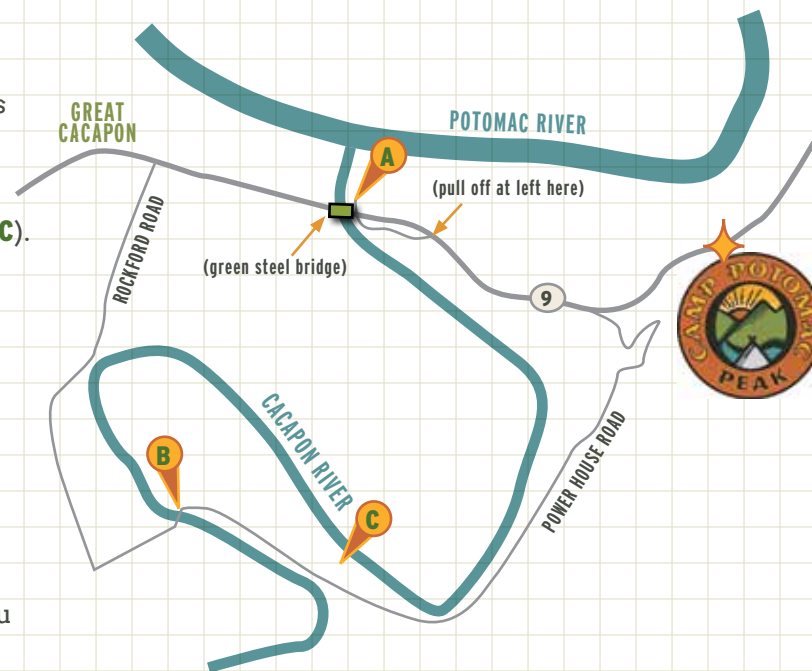 s
GREAT
CACAPON
POTOMAC RIVER
A
(pull off at left here)
C).
ROCKFORD ROAD
(green steel bridge)
9
CAMP POTOMAC
PEAK
CACAPON RIVER
B
C
POWER HOUSE ROAD
u